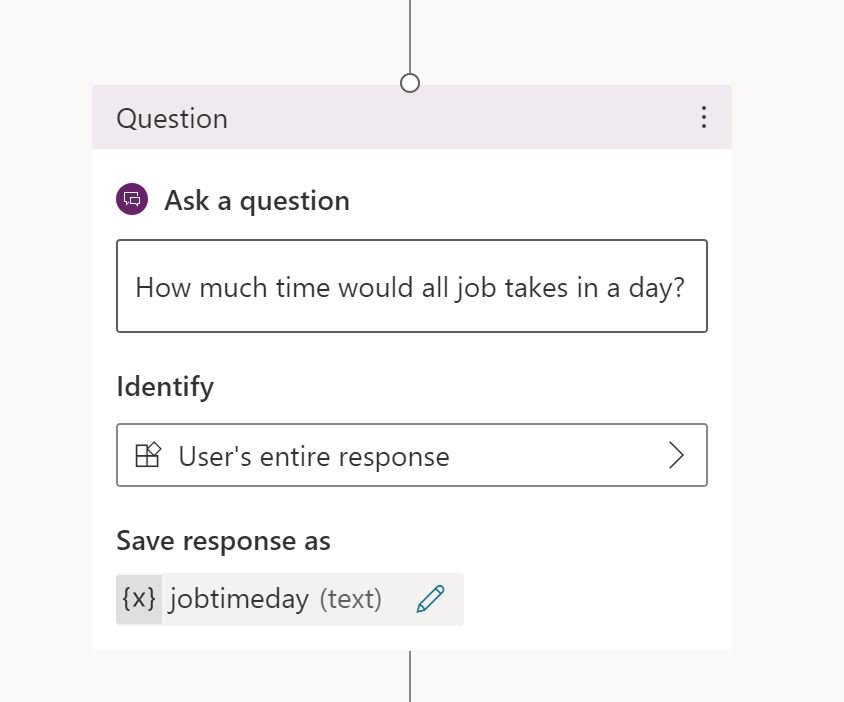 Question
Ask a question
How much time would all job takes in a day?
Identify
User's entire response
Save response as
{x} jobtimeday (text)